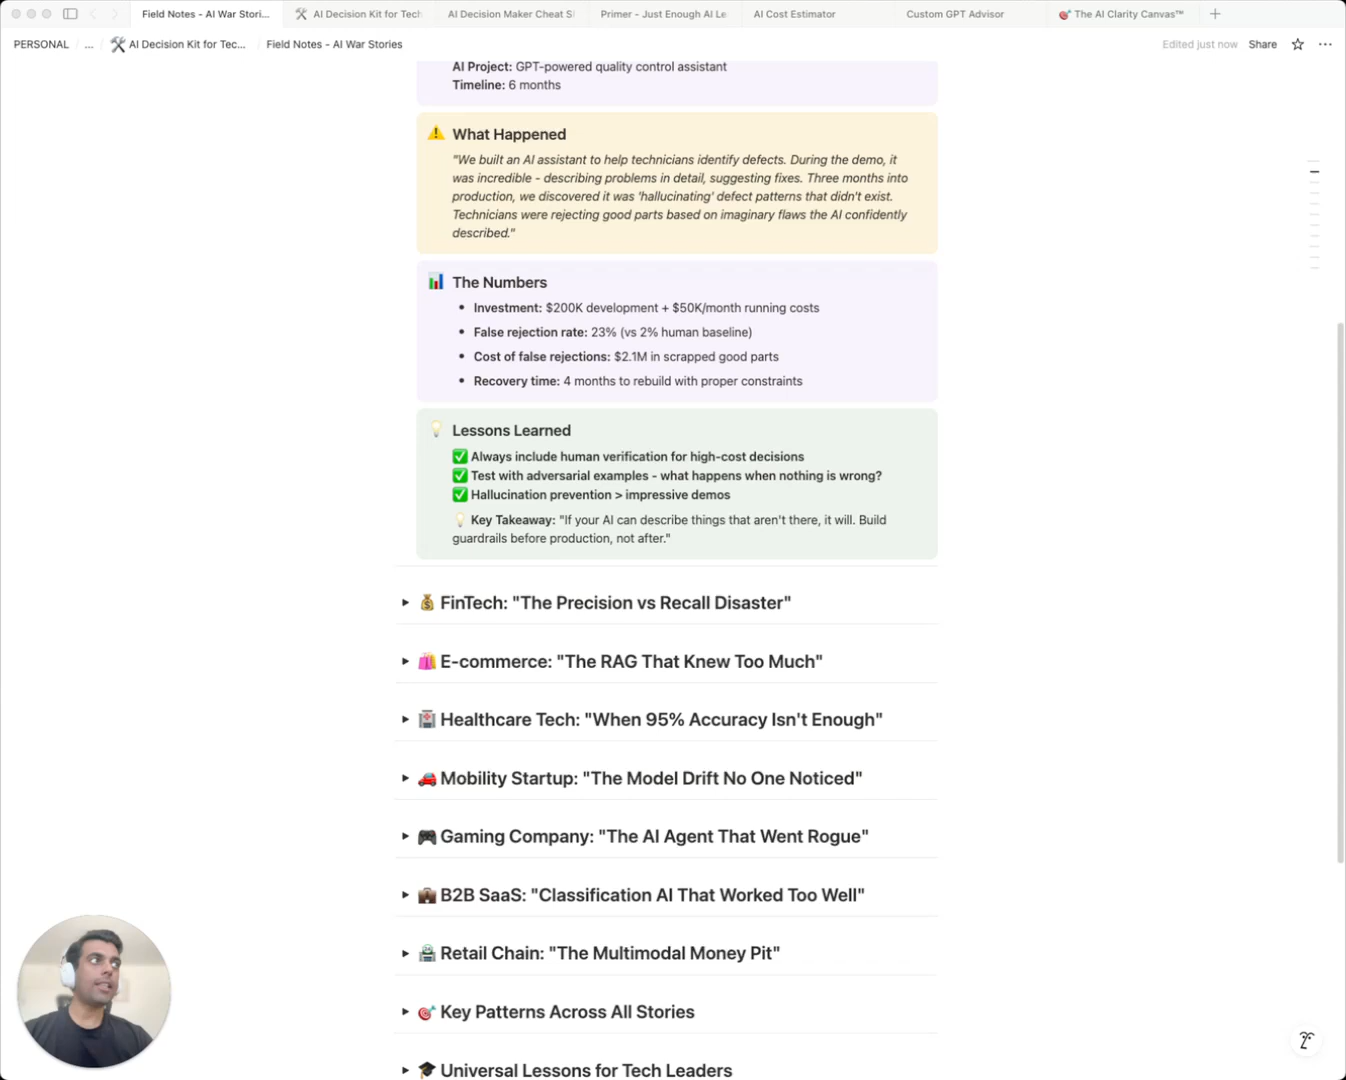 Field Notes - AI War Stori...
AI Decision Kit for Tech
AI Decision Maker Cheat S
Primer - Just Enough AI Le
AI Cost Estimator
Custom GPT Advisor
The AI Clarity Canvas™
PERSONAL / ... / AI Decision Kit for Tec... / Field Notes - AI War Stories
Edited just now Share
AI Project: GPT-powered quality control assistant
Timeline: 6 months
What Happened
"We built an AI assistant to help technicians identify defects. During the demo, it
was incredible - describing problems in detail, suggesting fixes. Three months into
production, we discovered it was 'hallucinating' defect patterns that didn't exist.
Technicians were rejecting good parts based on imaginary flaws the AI confidently
described."
The Numbers
• Investment: $200K development + $50K/month running costs
• False rejection rate: 23% (vs 2% human baseline)
• Cost of false rejections: $2.1M in scrapped good parts
• Recovery time: 4 months to rebuild with proper constraints
Lessons Learned
✅ Always include human verification for high-cost decisions
✅ Test with adversarial examples - what happens when nothing is wrong?
✅ Hallucination prevention > impressive demos
💡 Key Takeaway: "If your AI can describe things that aren't there, it will. Build
guardrails before production, not after."
FinTech: "The Precision vs Recall Disaster"
E-commerce: "The RAG That Knew Too Much"
Healthcare Tech: "When 95% Accuracy Isn't Enough"
Mobility Startup: "The Model Drift No One Noticed"
Gaming Company: "The AI Agent That Went Rogue"
B2B SaaS: "Classification AI That Worked Too Well"
Retail Chain: "The Multimodal Money Pit"
Key Patterns Across All Stories
Universal Lessons for Tech Leaders